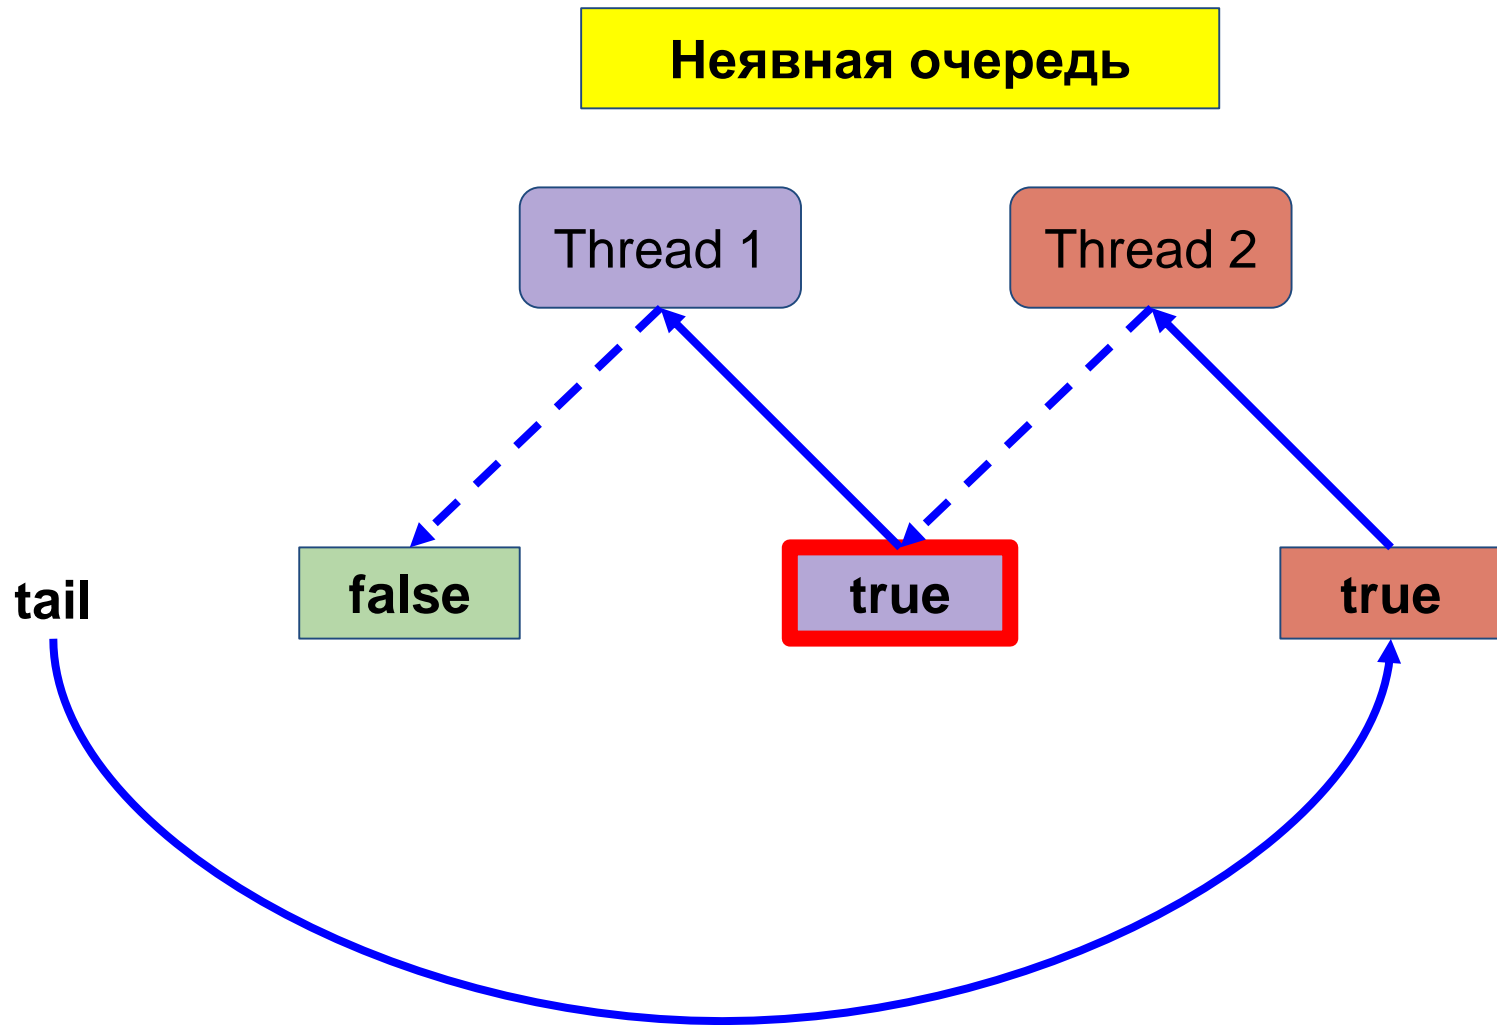 Неявная очередь
Thread 1
Thread 2
tail
false
true
true